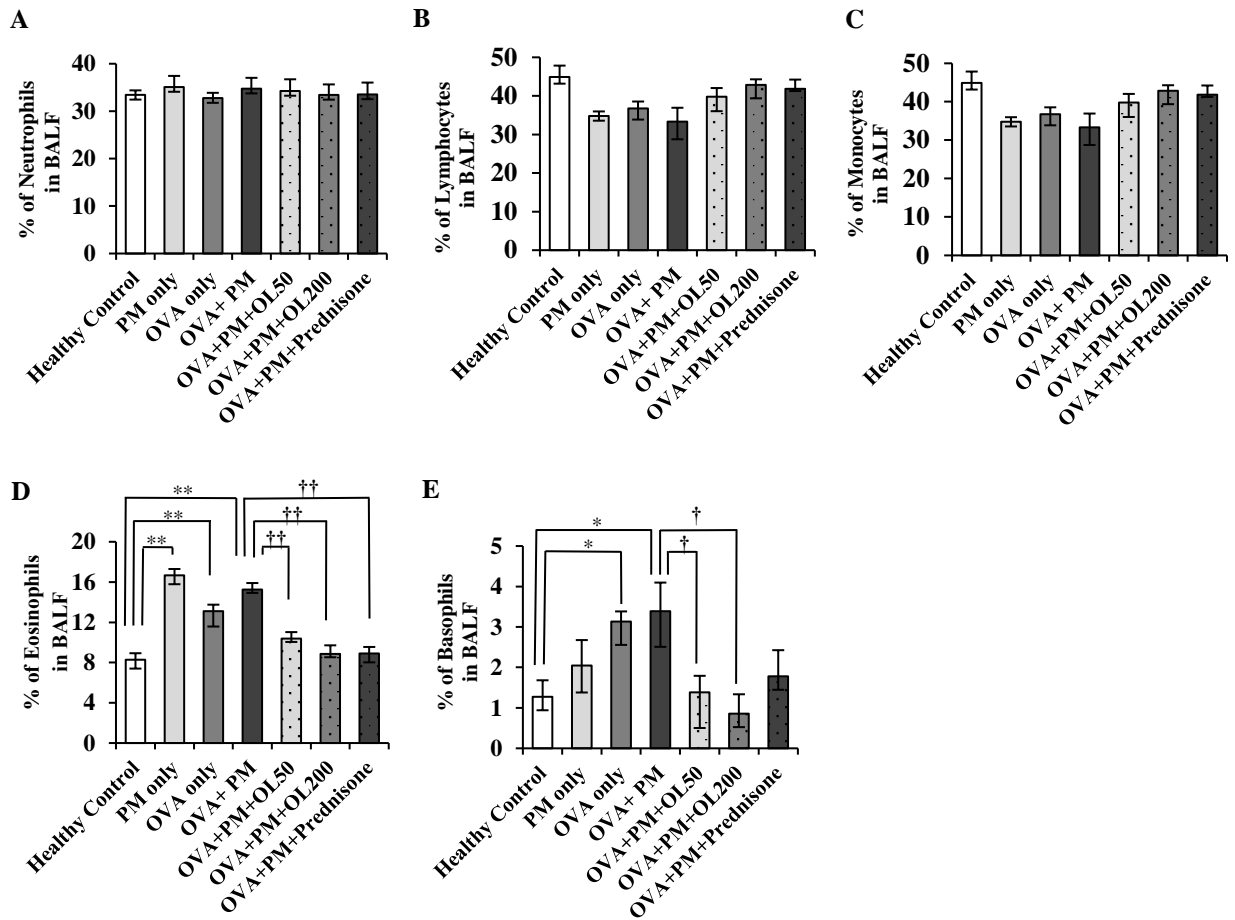 A
% of Neutrophils
in BALF
40
30
20
10
0
Healthy Control
PM only
OVA only
OVA+ PM
OVA+PM+OL50
OVA+PM+OL200
OVA+PM+Prednisone
B
% of Lymphocytes
in BALF
50
40
30
20
10
0
Healthy Control
PM only
OVA only
OVA+ PM
OVA+PM+OL50
OVA+PM+OL200
OVA+PM+Prednisone
C
% of Monocytes
in BALF
50
40
30
20
10
0
Healthy Control
PM only
OVA only
OVA+ PM
OVA+PM+OL50
OVA+PM+OL200
OVA+PM+Prednisone
D
% of Eosinophils
in BALF
20
16
12
8
4
0
** ††
** ††
** ††
Healthy Control
PM only
OVA only
OVA+ PM
OVA+PM+OL50
OVA+PM+OL200
OVA+PM+Prednisone
E
% of Basophils
in BALF
5
4
3
2
1
0
* †
* †
Healthy Control
PM only
OVA only
OVA+ PM
OVA+PM+OL50
OVA+PM+OL200
OVA+PM+Prednisone